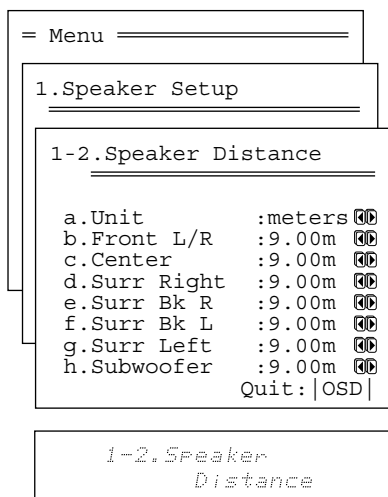 = Menu
1.Speaker Setup
1-2.Speaker Distance
a.Unit :meters
b.Front L/R :9.00m
c.Center :9.00m
d.Surr Right :9.00m
e.Surr Bk R :9.00m
f.Surr Bk L :9.00m
g.Surr Left :9.00m
h.Subwoofer :9.00m
Quit:|OSD|
1-2.Speaker
Distance